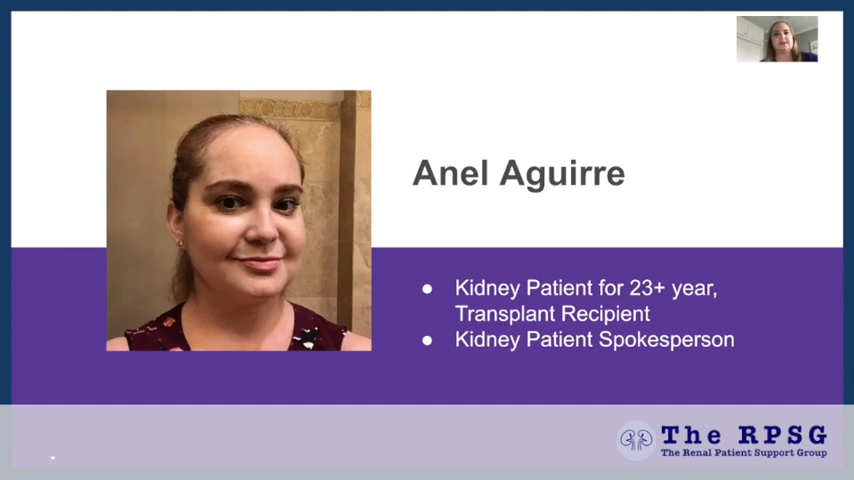 Anel Aguirre
● Kidney Patient for 23+ year,
Transplant Recipient
● Kidney Patient Spokesperson
The RPSG
The Renal Patient Support Group